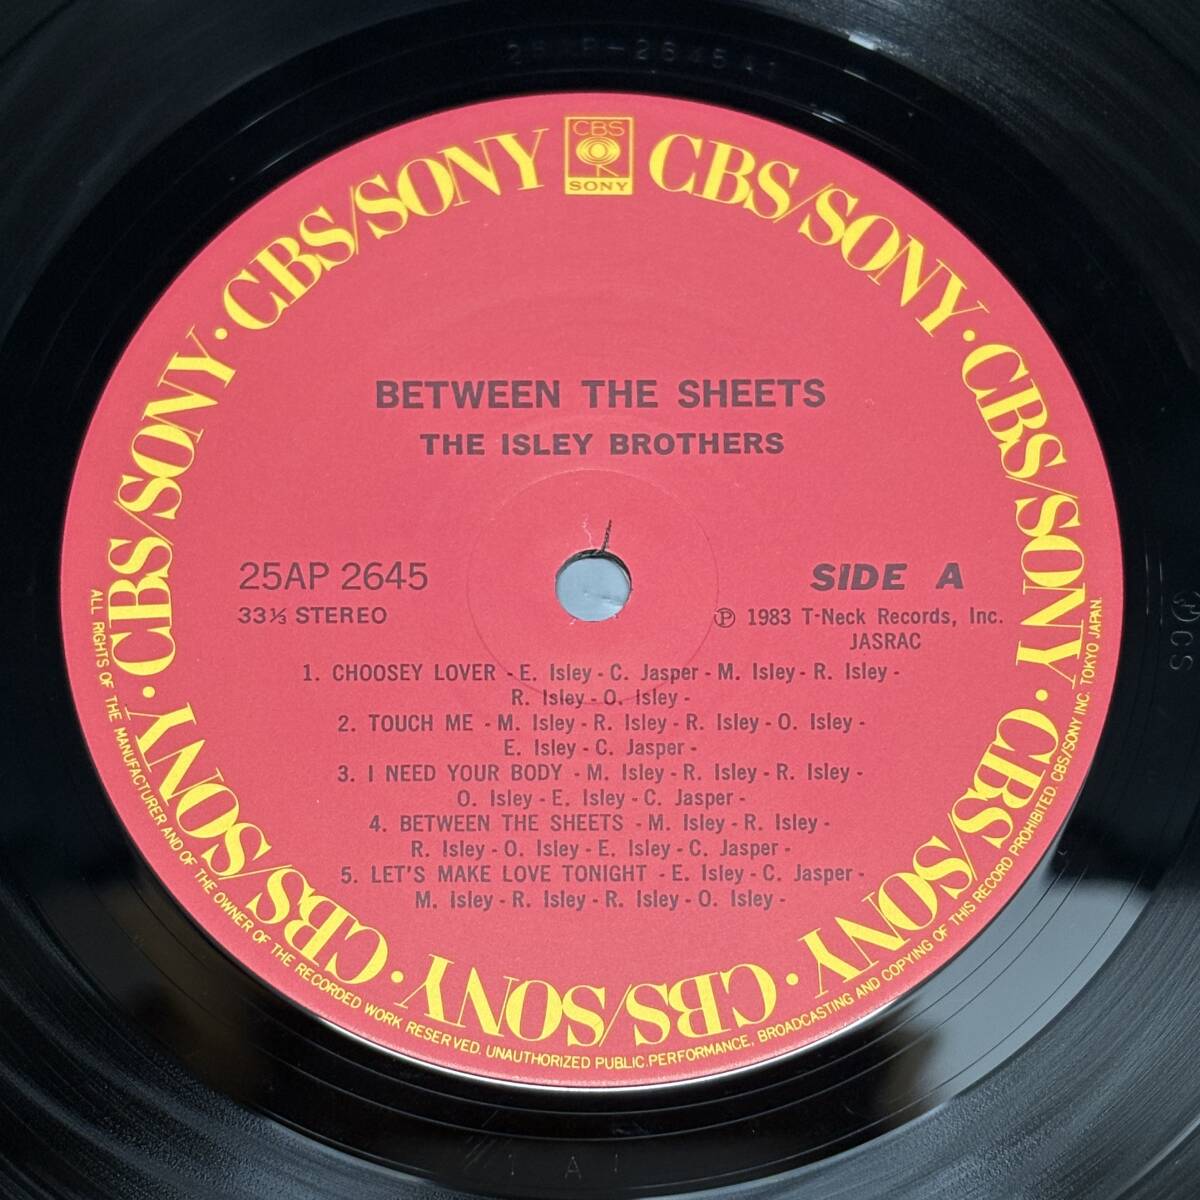 25AP-2645A1
CBS
SONY
CBS/SONY · CBS/SONY · CBS/SONY · CBS/SONY · CBS/SONY · CBS/SONY · CBS/SONY · CBS/SONY
BETWEEN THE SHEETS
THE ISLEY BROTHERS
25AP 2645
33⅓ STEREO
SIDE A
Ⓟ 1983 T-Neck Records, Inc.
JASRAC
1. CHOOSEY LOVER - E. Isley - C. Jasper - M. Isley - R. Isley -
R. Isley - O. Isley -
2. TOUCH ME - M. Isley - R. Isley - R. Isley - O. Isley -
E. Isley - C. Jasper -
3. I NEED YOUR BODY - M. Isley - R. Isley - R. Isley -
O. Isley - E. Isley - C. Jasper -
4. BETWEEN THE SHEETS - M. Isley - R. Isley -
R. Isley - O. Isley - E. Isley - C. Jasper -
5. LET'S MAKE LOVE TONIGHT - E. Isley - C. Jasper -
M. Isley - R. Isley - R. Isley - O. Isley -
ALL RIGHTS OF THE MANUFACTURER AND OF THE OWNER OF THE RECORDED WORK RESERVED. UNAUTHORIZED PUBLIC PERFORMANCE, BROADCASTING AND COPYING OF THIS RECORD PROHIBITED. CBS/SONY INC. TOKYO JAPAN.
1 A 1